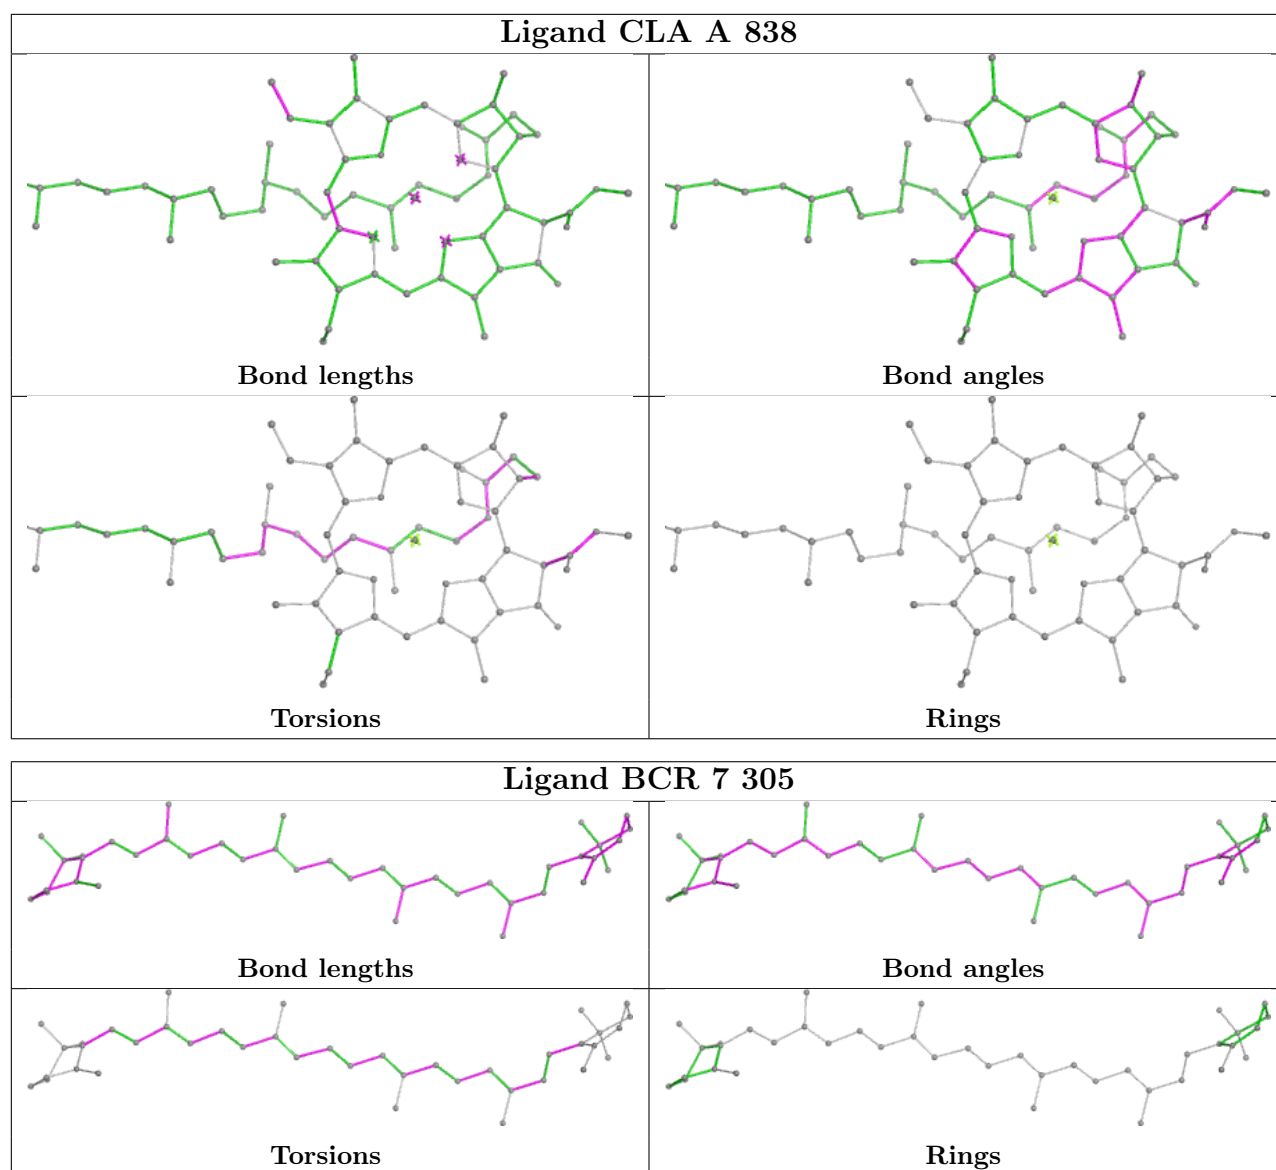 Ligand CLA A 838
Bond lengths
Bond angles
Torsions
Rings
Ligand BCR 7 305
Bond lengths
Bond angles
Torsions
Rings